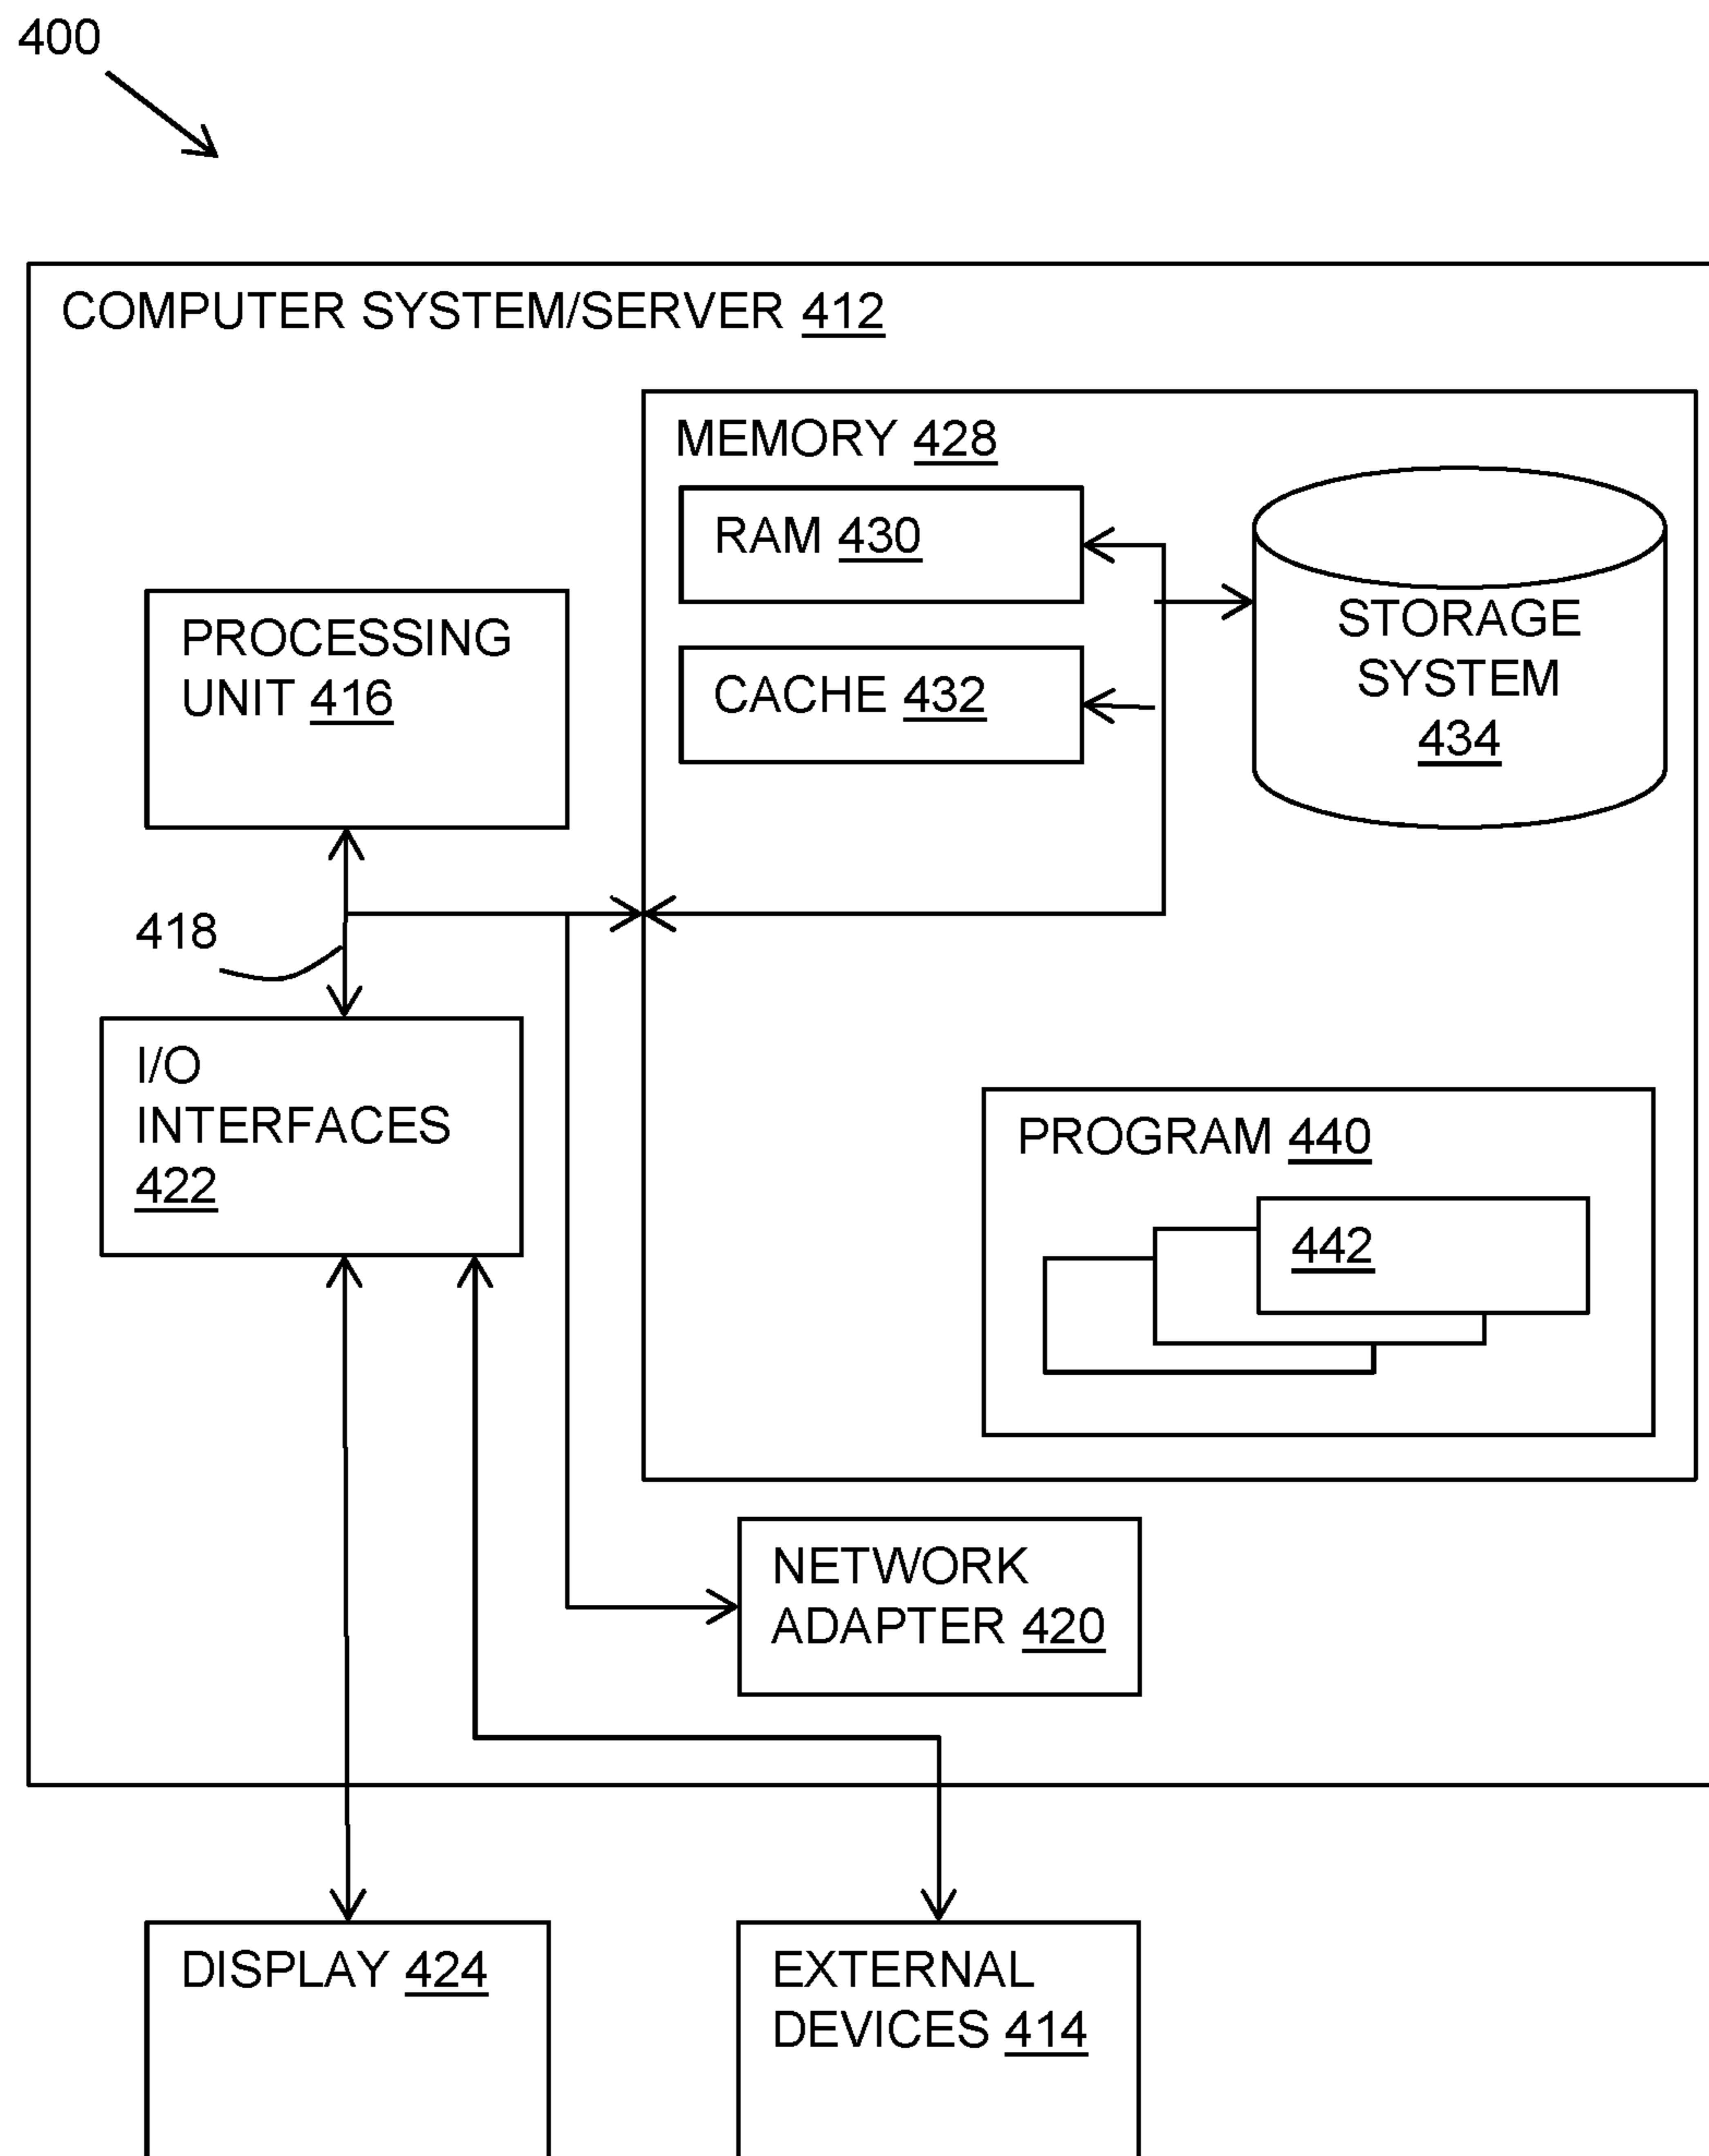 400
COMPUTER SYSTEM/SERVER 412
MEMORY 428
RAM 430
STORAGE
SYSTEM
434
PROCESSING
UNIT 416
CACHE 432
418
I/O
INTERFACES
422
PROGRAM 440
442
NETWORK
ADAPTER 420
DISPLAY 424
EXTERNAL
DEVICES 414